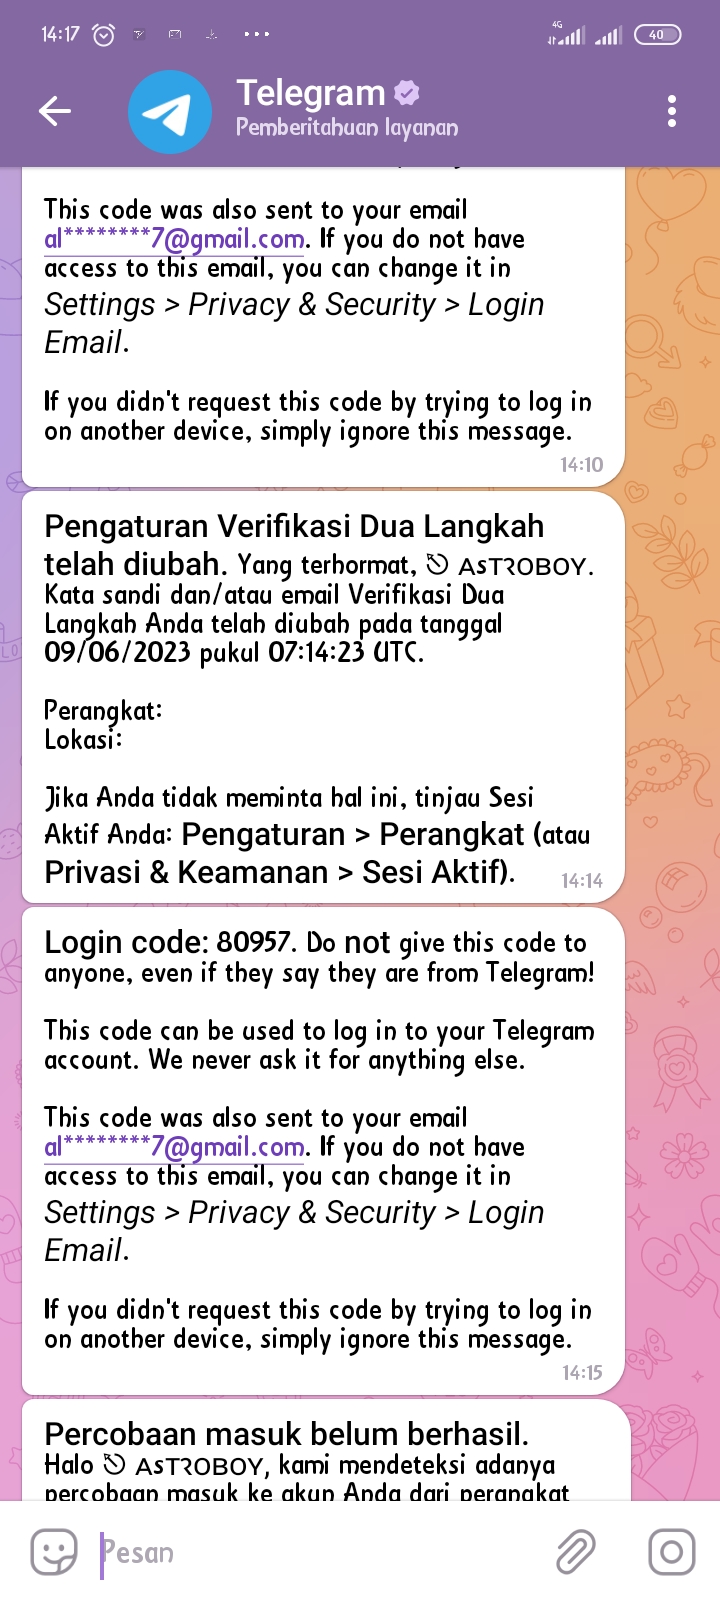 14:17
4G
40
Telegram
Pemberitahuan layanan
This code was also sent to your email
al********7@gmail.com. If you do not have
access to this email, you can change it in
Settings > Privacy & Security > Login
Email.
If you didn't request this code by trying to log in
on another device, simply ignore this message.
14:10
Pengaturan Verifikasi Dua Langkah
telah diubah. Yang terhormat, ⎋ ᴀsᴛᏒᴏʙᴏʏ.
Kata sandi dan/atau email Verifikasi Dua
Langkah Anda telah diubah pada tanggal
09/06/2023 pukul 07:14:23 UTC.
Perangkat:
Lokasi:
Jika Anda tidak meminta hal ini, tinjau Sesi
Aktif Anda: Pengaturan > Perangkat (atau
Privasi & Keamanan > Sesi Aktif).
14:14
Login code: 80957. Do not give this code to
anyone, even if they say they are from Telegram!
This code can be used to log in to your Telegram
account. We never ask it for anything else.
This code was also sent to your email
al********7@gmail.com. If you do not have
access to this email, you can change it in
Settings > Privacy & Security > Login
Email.
If you didn't request this code by trying to log in
on another device, simply ignore this message.
14:15
Percobaan masuk belum berhasil.
Halo ⎋ ᴀsᴛᏒᴏʙᴏʏ, kami mendeteksi adanya
percobaan masuk ke akun Anda dari perangkat
Pesan